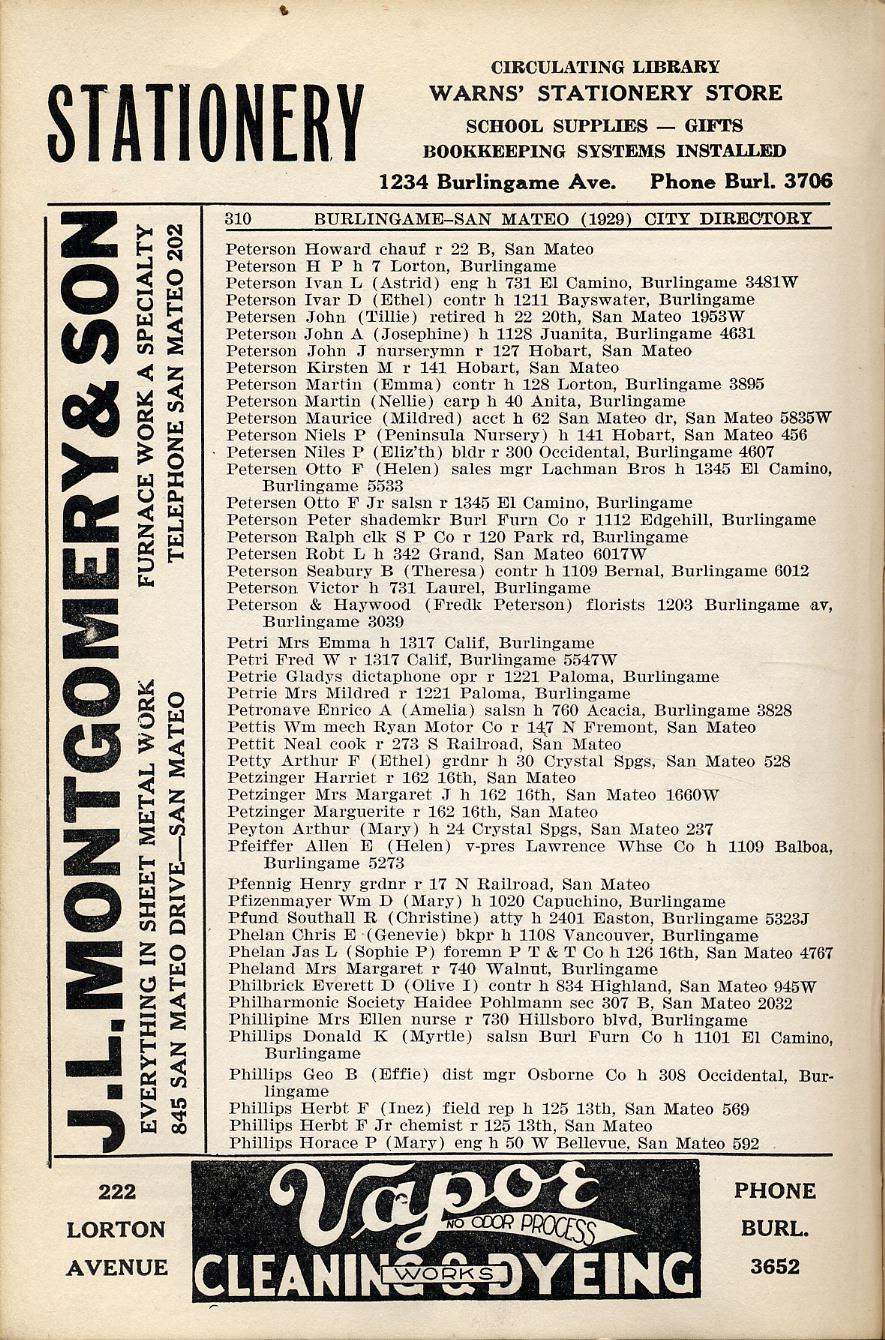 STATIONERY
CIRCULATING LIBRARY
WARNS' STATIONERY STORE
SCHOOL SUPPLIES — GIFTS
BOOKKEEPING SYSTEMS INSTALLED
1234 Burlingame Ave. Phone Burl. 3706
J. L. MONTGOMERY & SON
EVERYTHING IN SHEET METAL WORK FURNACE WORK A SPECIALTY
845 SAN MATEO DRIVE—SAN MATEO TELEPHONE SAN MATEO 202
310 BURLINGAME–SAN MATEO (1929) CITY DIRECTORY
Peterson Howard chauf r 22 B, San Mateo
Peterson H P h 7 Lorton, Burlingame
Peterson Ivan L (Astrid) eng h 731 El Camino, Burlingame 3481W
Peterson Ivar D (Ethel) contr h 1211 Bayswater, Burlingame
Petersen John (Tillie) retired h 22 20th, San Mateo 1953W
Peterson John A (Josephine) h 1128 Juanita, Burlingame 4631
Peterson John J nurserymn r 127 Hobart, San Mateo
Peterson Kirsten M r 141 Hobart, San Mateo
Peterson Martin (Emma) contr h 128 Lorton, Burlingame 3895
Peterson Martin (Nellie) carp h 40 Anita, Burlingame
Peterson Maurice (Mildred) acct h 62 San Mateo dr, San Mateo 5835W
Peterson Niels P (Peninsula Nursery) h 141 Hobart, San Mateo 456
Petersen Niles P (Eliz'th) bldr r 300 Occidental, Burlingame 4607
Petersen Otto F (Helen) sales mgr Lachman Bros h 1345 El Camino,
Burlingame 5533
Petersen Otto F Jr salsn r 1345 El Camino, Burlingame
Peterson Peter shademkr Burl Furn Co r 1112 Edgehill, Burlingame
Petersen Ralph clk S P Co r 120 Park rd, Burlingame
Petersen Robt L h 342 Grand, San Mateo 6017W
Peterson Seabury B (Theresa) contr h 1109 Bernal, Burlingame 6012
Peterson Victor h 731 Laurel, Burlingame
Peterson & Haywood (Fredk Peterson) florists 1203 Burlingame av,
Burlingame 3039
Petri Mrs Emma h 1317 Calif, Burlingame
Petri Fred W r 1317 Calif, Burlingame 5547W
Petrie Gladys dictaphone opr r 1221 Paloma, Burlingame
Petrie Mrs Mildred r 1221 Paloma, Burlingame
Petronave Enrico A (Amelia) salsn h 760 Acacia, Burlingame 3828
Pettis Wm mech Ryan Motor Co r 147 N Fremont, San Mateo
Pettit Neal cook r 273 S Railroad, San Mateo
Petty Arthur F (Ethel) grdnr h 30 Crystal Spgs, San Mateo 528
Petzinger Harriet r 162 16th, San Mateo
Petzinger Mrs Margaret J h 162 16th, San Mateo 1660W
Petzinger Marguerite r 162 16th, San Mateo
Peyton Arthur (Mary) h 24 Crystal Spgs, San Mateo 237
Pfeiffer Allen E (Helen) v-pres Lawrence Whse Co h 1109 Balboa,
Burlingame 5273
Pfennig Henry grdnr r 17 N Railroad, San Mateo
Pfizenmayer Wm D (Mary) h 1020 Capuchino, Burlingame
Pfund Southall R (Christine) atty h 2401 Easton, Burlingame 5323J
Phelan Chris E (Genevie) bkpr h 1108 Vancouver, Burlingame
Phelan Jas L (Sophie P) foremn P T & T Co h 126 16th, San Mateo 4767
Pheland Mrs Margaret r 740 Walnut, Burlingame
Philbrick Everett D (Olive I) contr h 834 Highland, San Mateo 945W
Philharmonic Society Haidee Pohlmann sec 307 B, San Mateo 2032
Phillipine Mrs Ellen nurse r 730 Hillsboro blvd, Burlingame
Phillips Donald K (Myrtle) salsn Burl Furn Co h 1101 El Camino,
Burlingame
Phillips Geo B (Effie) dist mgr Osborne Co h 308 Occidental, Bur-
lingame
Phillips Herbt F (Inez) field rep h 125 13th, San Mateo 569
Phillips Herbt F Jr chemist r 125 13th, San Mateo
Phillips Horace P (Mary) eng h 50 W Bellevue, San Mateo 592
222
LORTON
AVENUE
Vapor
NO ODOR PROCESS
CLEANING & DYEING
WORKS
PHONE
BURL.
3652